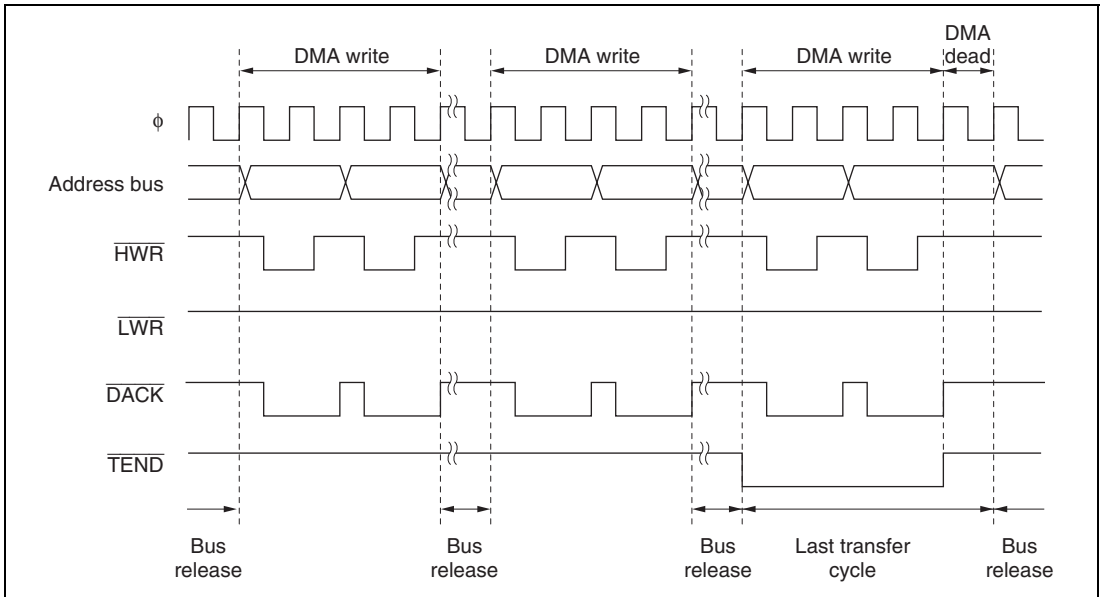 DMA write
DMA write
DMA write
DMA
dead
φ
Address bus
HWR
LWR
DACK
TEND
Bus
release
Bus
release
Bus
release
Last transfer
cycle
Bus
release